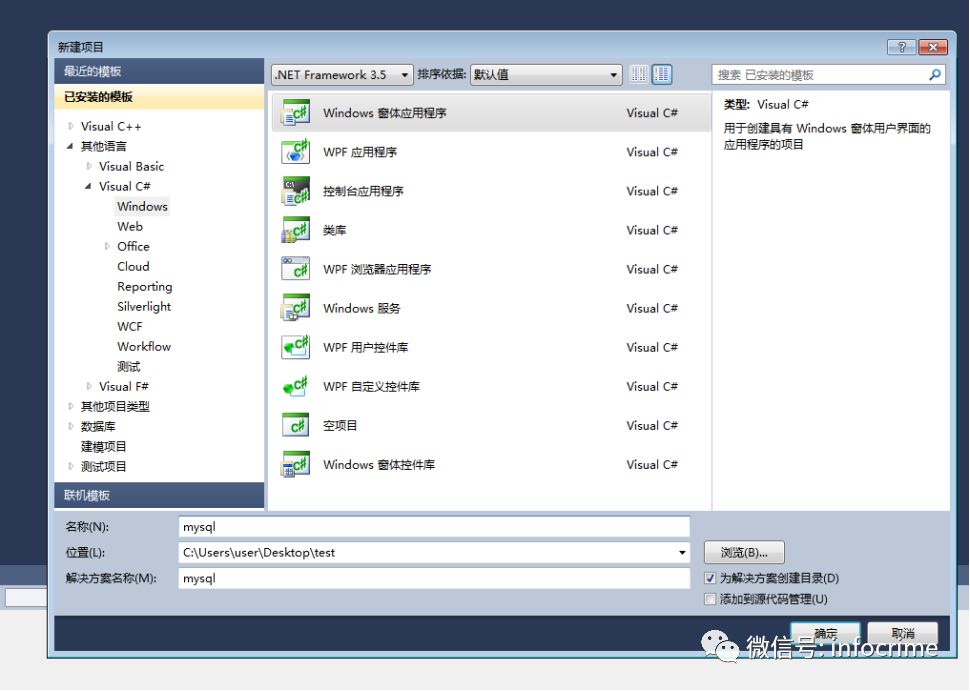 新建项目
最近的模板
.NET Framework 3.5 排序依据: 默认值 搜索 已安装的模板
已安装的模板
Visual C++
其他语言
Visual Basic
Visual C#
Windows
Web
Office
Cloud
Reporting
Silverlight
WCF
Workflow
测试
Visual F#
其他项目类型
数据库
建模项目
测试项目
联机模板
Windows 窗体应用程序 Visual C#
WPF 应用程序 Visual C#
控制台应用程序 Visual C#
类库 Visual C#
WPF 浏览器应用程序 Visual C#
Windows 服务 Visual C#
WPF 用户控件库 Visual C#
WPF 自定义控件库 Visual C#
空项目 Visual C#
Windows 窗体控件库 Visual C#
类型: Visual C#
用于创建具有 Windows 窗体用户界面的
应用程序的项目
名称(N): mysql
位置(L): C:\Users\user\Desktop\test 浏览(B)...
解决方案名称(M): mysql 为解决方案创建目录(D)
添加到源代码管理(U)
确定 取消
微信号: infocrime